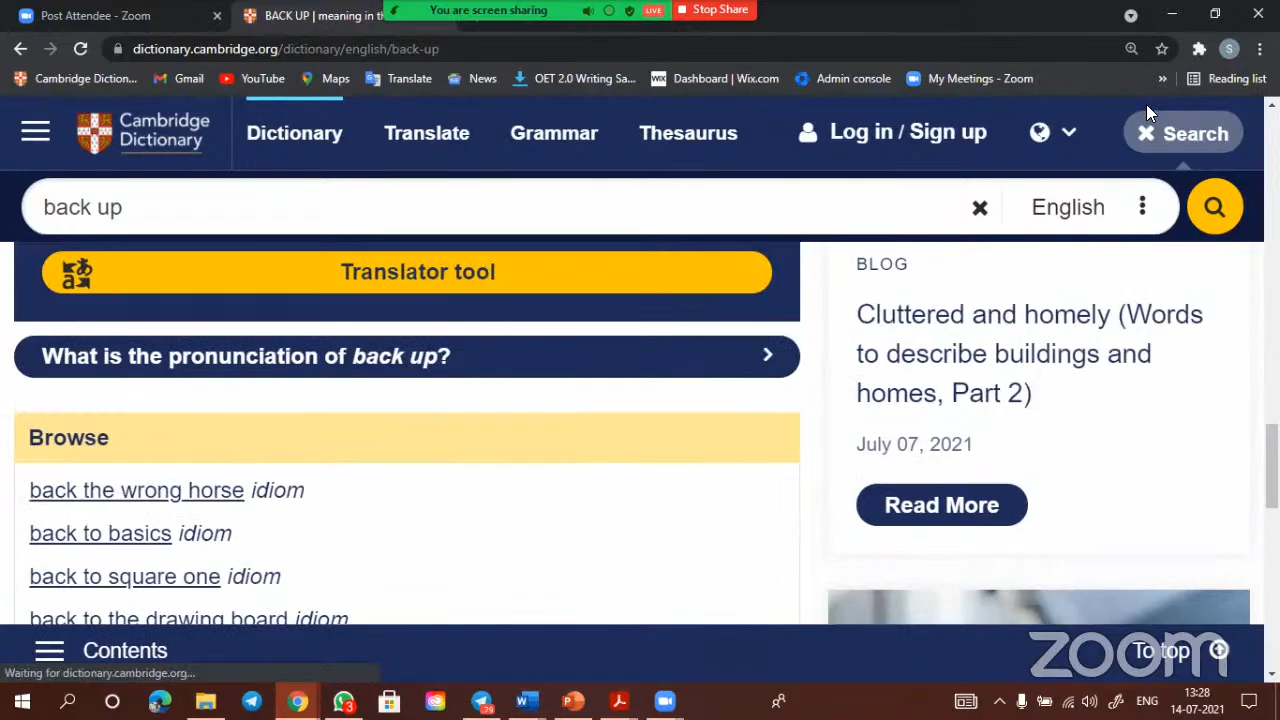 Post Attendee - Zoom
BACK UP | meaning in th
You are screen sharing
LIVE
Stop Share
dictionary.cambridge.org/dictionary/english/back-up
S
Cambridge Diction...
Gmail
YouTube
Maps
Translate
News
OET 2.0 Writing Sa...
WIX
Dashboard | Wix.com
Admin console
My Meetings - Zoom
»
Reading list
Cambridge
Dictionary
Dictionary
Translate
Grammar
Thesaurus
Log in / Sign up
Search
back up
English
Translator tool
What is the pronunciation of back up?
Browse
back the wrong horse idiom
back to basics idiom
back to square one idiom
back to the drawing board idiom
BLOG
Cluttered and homely (Words
to describe buildings and
homes, Part 2)
July 07, 2021
Read More
Contents
To top
zoom
Waiting for dictionary.cambridge.org...
3
ENG
13:28
14-07-2021